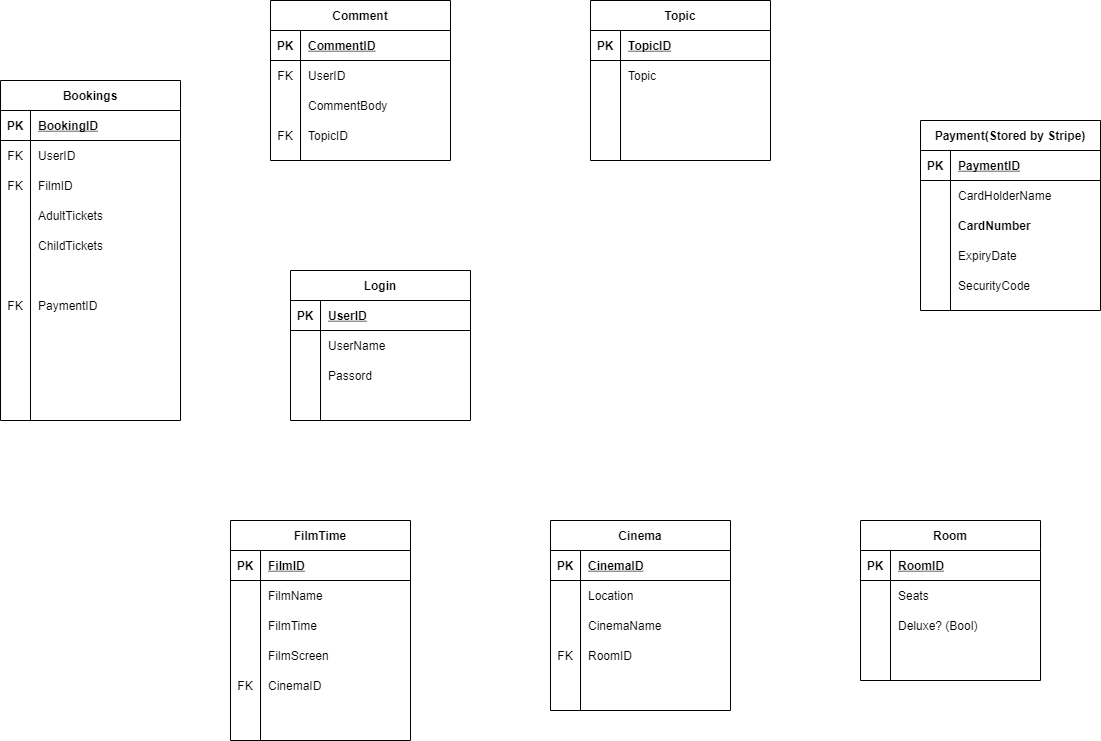 Comment
PK CommentID
FK UserID
CommentBody
FK TopicID
Topic
PK TopicID
Topic
Bookings
PK BookingID
FK UserID
FK FilmID
AdultTickets
ChildTickets
FK PaymentID
Payment(Stored by Stripe)
PK PaymentID
CardHolderName
CardNumber
ExpiryDate
SecurityCode
Login
PK UserID
UserName
Passord
FilmTime
PK FilmID
FilmName
FilmTime
FilmScreen
FK CinemaID
Cinema
PK CinemaID
Location
CinemaName
FK RoomID
Room
PK RoomID
Seats
Deluxe? (Bool)